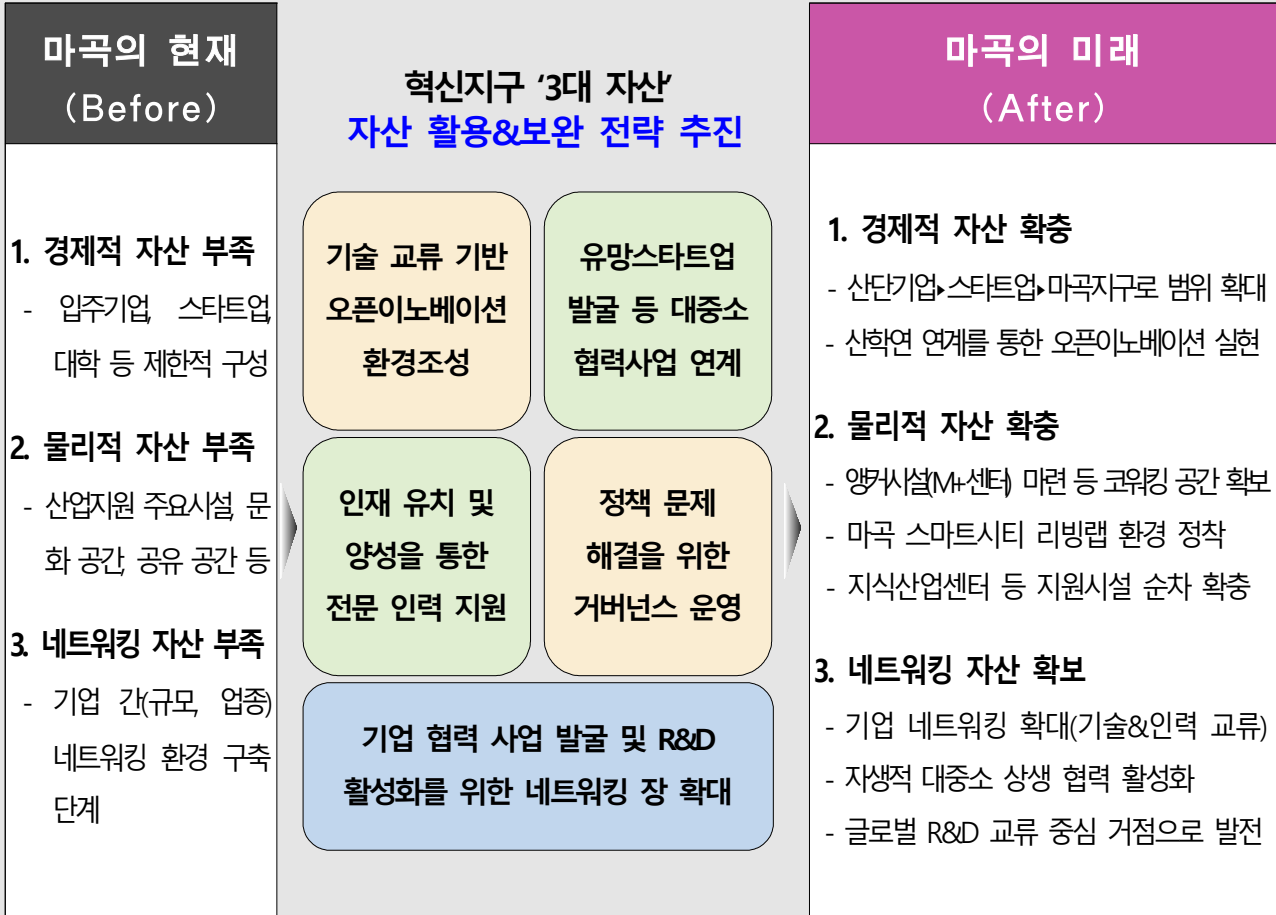 마곡의 현재
(Before)
1. 경제적 자산 부족
- 입주기업, 스타트업,
대학 등 제한적 구성
2. 물리적 자산 부족
- 산업지원 주요시설, 문
화 공간, 공유 공간 등
3. 네트워킹 자산 부족
- 기업 간(규모, 업종)
네트워킹 환경 구축
단계
혁신지구 ‘3대 자산’
자산 활용&보완 전략 추진
기술 교류 기반
오픈이노베이션
환경조성
유망스타트업
발굴 등 대중소
협력사업 연계
인재 유치 및
양성을 통한
전문 인력 지원
정책 문제
해결을 위한
거버넌스 운영
기업 협력 사업 발굴 및 R&D
활성화를 위한 네트워킹 장 확대
마곡의 미래
(After)
1. 경제적 자산 확충
- 산단기업▸스타트업▸마곡지구로 범위 확대
- 산학연 연계를 통한 오픈이노베이션 실현
2. 물리적 자산 확충
- 앵커시설(M+센터) 마련 등 코워킹 공간 확보
- 마곡 스마트시티 리빙랩 환경 정착
- 지식산업센터 등 지원시설 순차 확충
3. 네트워킹 자산 확보
- 기업 네트워킹 확대(기술&인력 교류)
- 자생적 대중소 상생 협력 활성화
- 글로벌 R&D 교류 중심 거점으로 발전